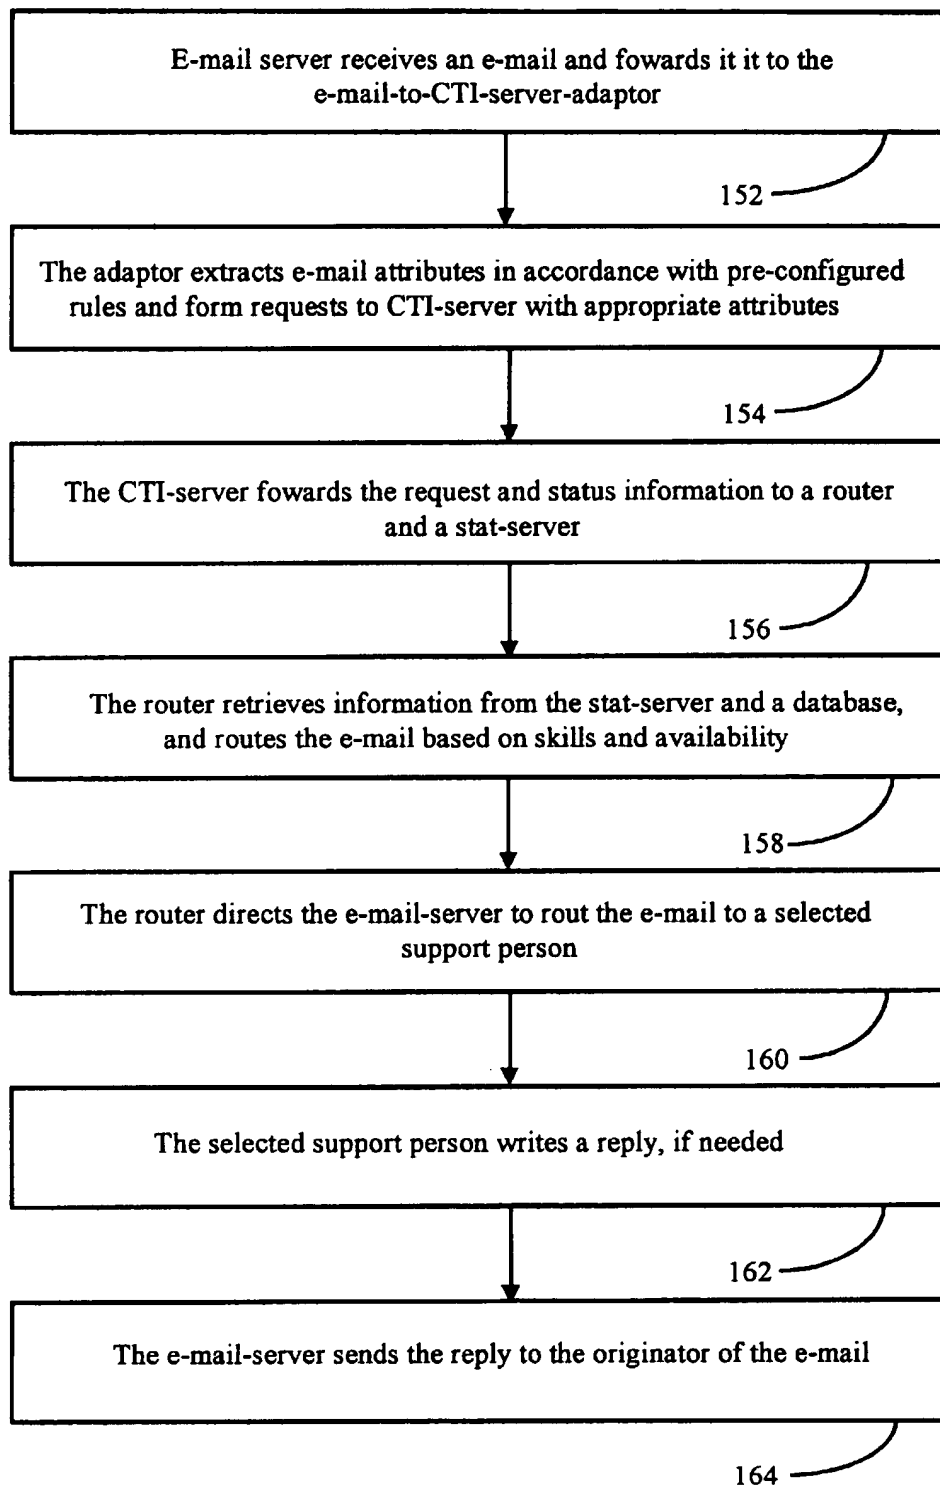 E-mail server receives an e-mail and fowards it it to the
e-mail-to-CTI-server-adaptor
152
The adaptor extracts e-mail attributes in accordance with pre-configured
rules and form requests to CTI-server with appropriate attributes
154
The CTI-server fowards the request and status information to a router
and a stat-server
156
The router retrieves information from the stat-server and a database,
and routes the e-mail based on skills and availability
158
The router directs the e-mail-server to rout the e-mail to a selected
support person
160
The selected support person writes a reply, if needed
162
The e-mail-server sends the reply to the originator of the e-mail
164